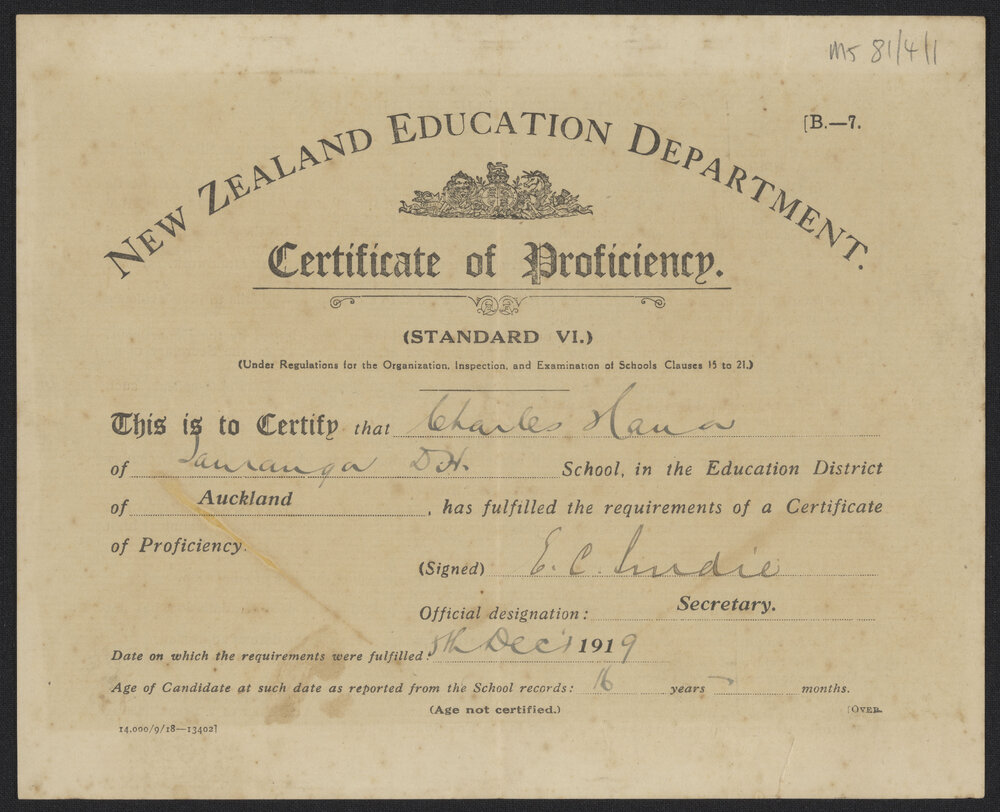 Ms 81/4/1
[B.—7.
NEW ZEALAND EDUCATION DEPARTMENT.
Certificate of Proficiency.
(STANDARD VI.)
(Under Regulations for the Organization, Inspection, and Examination of Schools Clauses 15 to 21.)
This is to Certify that Charles Hana
of Tauranga D.H. School, in the Education District
of Auckland, has fulfilled the requirements of a Certificate
of Proficiency.
(Signed) E. C.
Official designation: Secretary.
Date on which the requirements were fulfilled: Dec 1919
Age of Candidate at such date as reported from the School records: 16 years — months.
(Age not certified.)
[OVER.
14,000/9/18—13402]